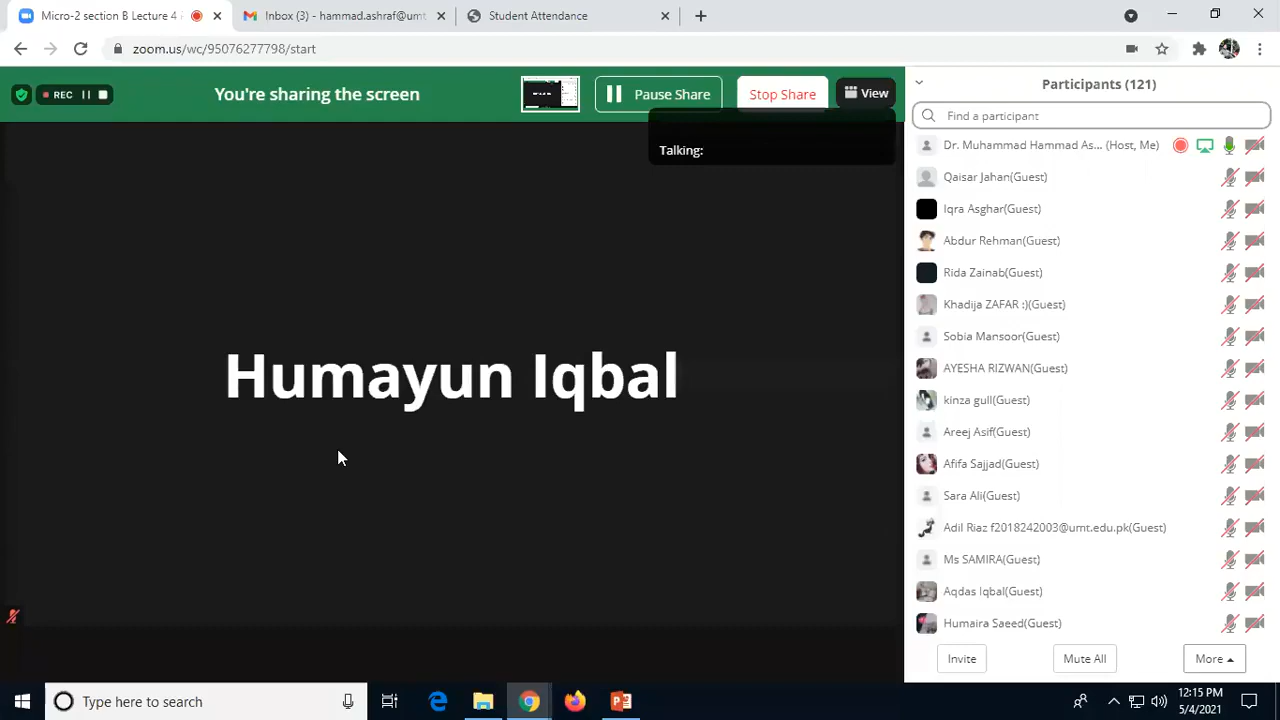 Micro-2 section B Lecture 4
Inbox (3) - hammad.ashraf@umt
Student Attendance
zoom.us/wc/95076277798/start
REC
You're sharing the screen
Pause Share
Stop Share
View
Talking:
Humayun Iqbal
Participants (121)
Find a participant
Dr. Muhammad Hammad As... (Host, Me)
Qaisar Jahan(Guest)
Iqra Asghar(Guest)
Abdur Rehman(Guest)
Rida Zainab(Guest)
Khadija ZAFAR :)(Guest)
Sobia Mansoor(Guest)
AYESHA RIZWAN(Guest)
kinza gull(Guest)
Areej Asif(Guest)
Afifa Sajjad(Guest)
Sara Ali(Guest)
Adil Riaz f2018242003@umt.edu.pk(Guest)
Ms SAMIRA(Guest)
Aqdas Iqbal(Guest)
Humaira Saeed(Guest)
Invite
Mute All
More
Type here to search
12:15 PM
5/4/2021